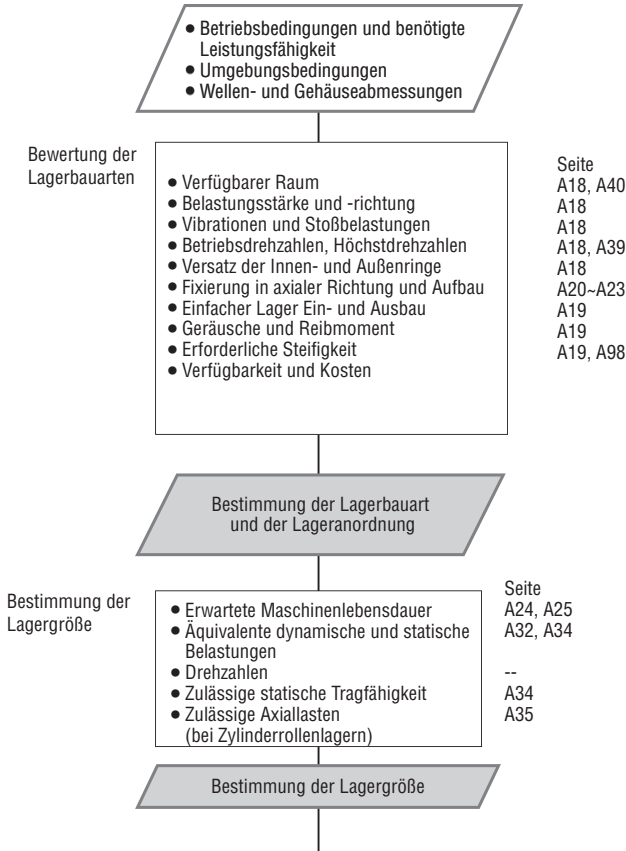 ● Betriebsbedingungen und benötigte
Leistungsfähigkeit
● Umgebungsbedingungen
● Wellen- und Gehäuseabmessungen
Bewertung der
Lagerbauarten
● Verfügbarer Raum
● Belastungsstärke und -richtung
● Vibrationen und Stoßbelastungen
● Betriebsdrehzahlen, Höchstdrehzahlen
● Versatz der Innen- und Außenringe
● Fixierung in axialer Richtung und Aufbau
● Einfacher Lager Ein- und Ausbau
● Geräusche und Reibmoment
● Erforderliche Steifigkeit
● Verfügbarkeit und Kosten
Seite
A18, A40
A18
A18
A18, A39
A18
A20~A23
A19
A19
A19, A98
Bestimmung der Lagerbauart
und der Lageranordnung
Bestimmung der
Lagergröße
● Erwartete Maschinenlebensdauer
● Äquivalente dynamische und statische
Belastungen
● Drehzahlen
● Zulässige statische Tragfähigkeit
● Zulässige Axiallasten
(bei Zylinderrollenlagern)
Seite
A24, A25
A32, A34
--
A34
A35
Bestimmung der Lagergröße